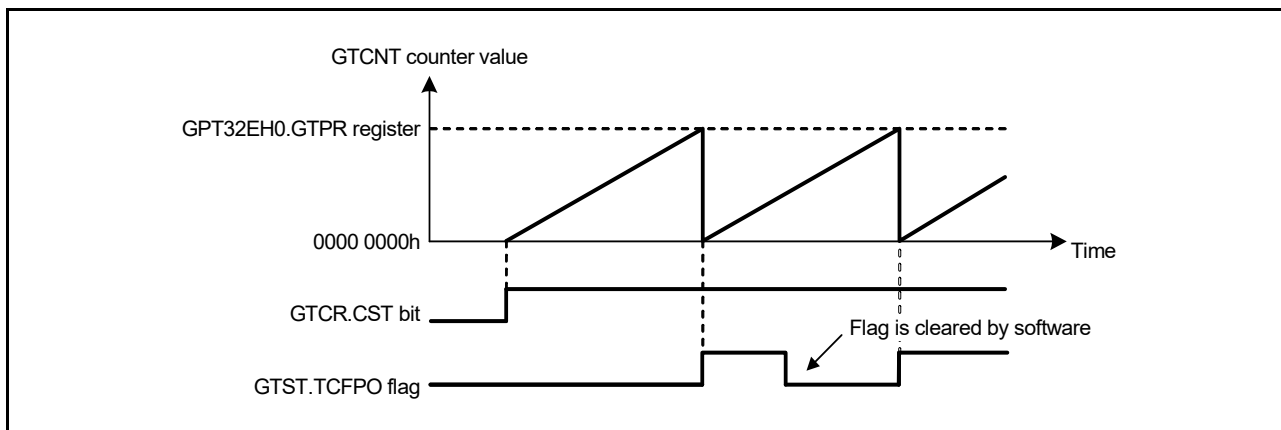 GTCNT counter value
GPT32EH0.GTPR register
0000 0000h
Time
GTCR.CST bit
Flag is cleared by software
GTST.TCFPO flag